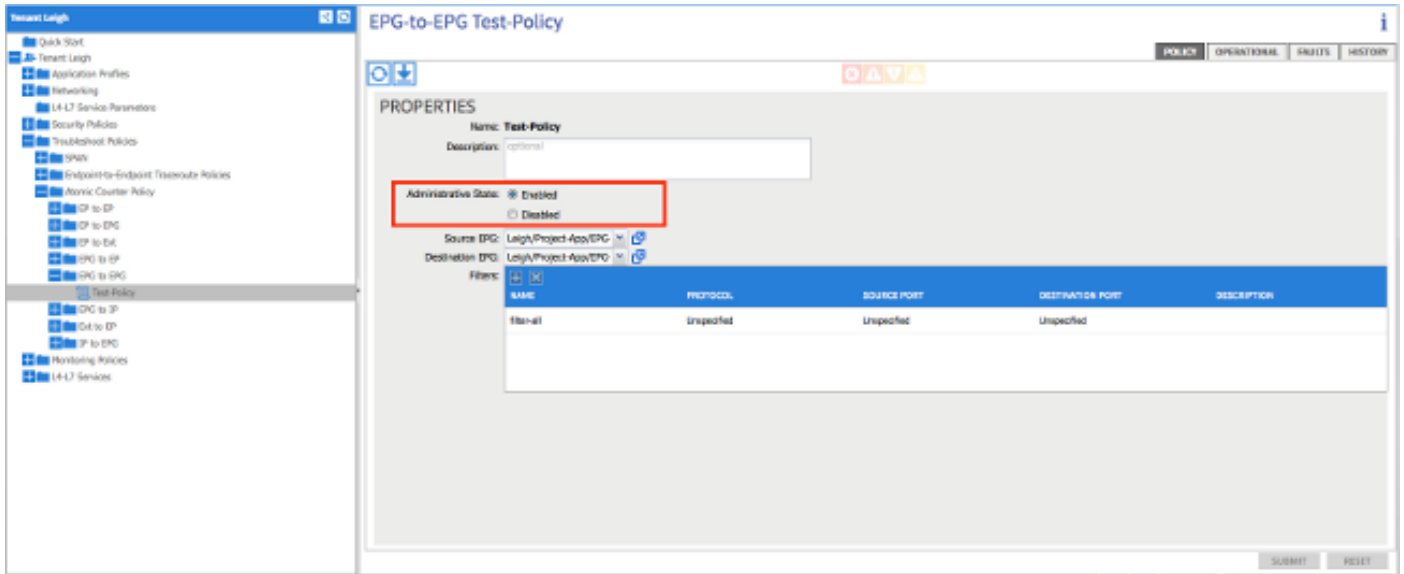 Tenant Leigh
Quick Start
Tenant Leigh
Application Profiles
Networking
L4-L7 Service Parameters
Security Policies
Troubleshoot Policies
SPAN
Endpoint-to-Endpoint Traceroute Policies
Atomic Counter Policy
EP to EP
EP to EPG
EP to Ext
EPG to EP
EPG to EPG
Test-Policy
EPG to IP
Ext to EP
IP to EPG
Monitoring Policies
L4-L7 Services
EPG-to-EPG Test-Policy
i
POLICY OPERATIONAL FAULTS HISTORY
PROPERTIES
Name: Test-Policy
Description: optional
Administrative State: Enabled
Disabled
Source EPG: Leigh/Project-App/EPG-
Destination EPG: Leigh/Project-App/EPG
Filters:
NAME PROTOCOL SOURCE PORT DESTINATION PORT DESCRIPTION
filter-all Unspecified Unspecified Unspecified
SUBMIT RESET